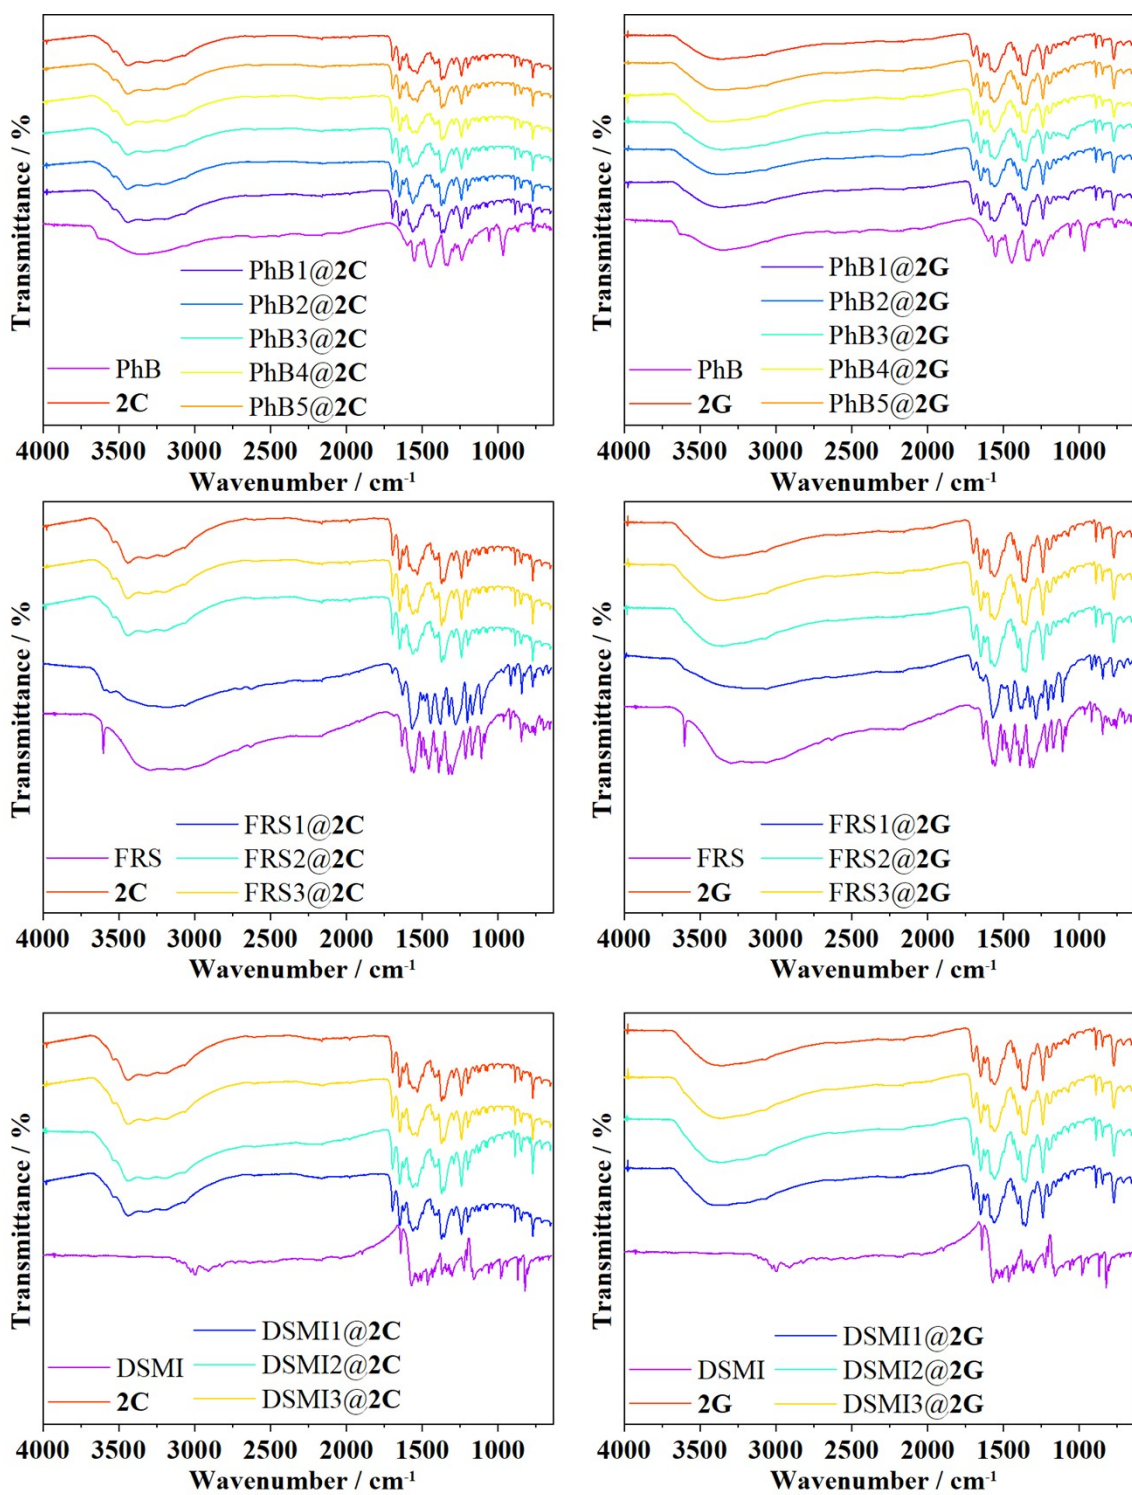 Transmittance / %
PhB1@2C
PhB2@2C
PhB3@2C
PhB PhB4@2C
2C PhB5@2C
4000 3500 3000 2500 2000 1500 1000
Wavenumber / cm-1
Transmittance / %
PhB1@2G
PhB2@2G
PhB3@2G
PhB PhB4@2G
2G PhB5@2G
4000 3500 3000 2500 2000 1500 1000
Wavenumber / cm-1
Transmittance / %
FRS1@2C
FRS FRS2@2C
2C FRS3@2C
4000 3500 3000 2500 2000 1500 1000
Wavenumber / cm-1
Transmittance / %
FRS1@2G
FRS FRS2@2G
2G FRS3@2G
4000 3500 3000 2500 2000 1500 1000
Wavenumber / cm-1
Transmittance / %
DSMI1@2C
DSMI DSMI2@2C
2C DSMI3@2C
4000 3500 3000 2500 2000 1500 1000
Wavenumber / cm-1
Transmittance / %
DSMI1@2G
DSMI DSMI2@2G
2G DSMI3@2G
4000 3500 3000 2500 2000 1500 1000
Wavenumber / cm-1